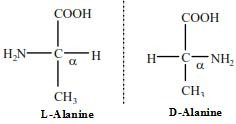 COOH
H₂N—C—H
α
CH₃
L-Alanine
COOH
H—C—NH₂
α
CH₃
D-Alanine